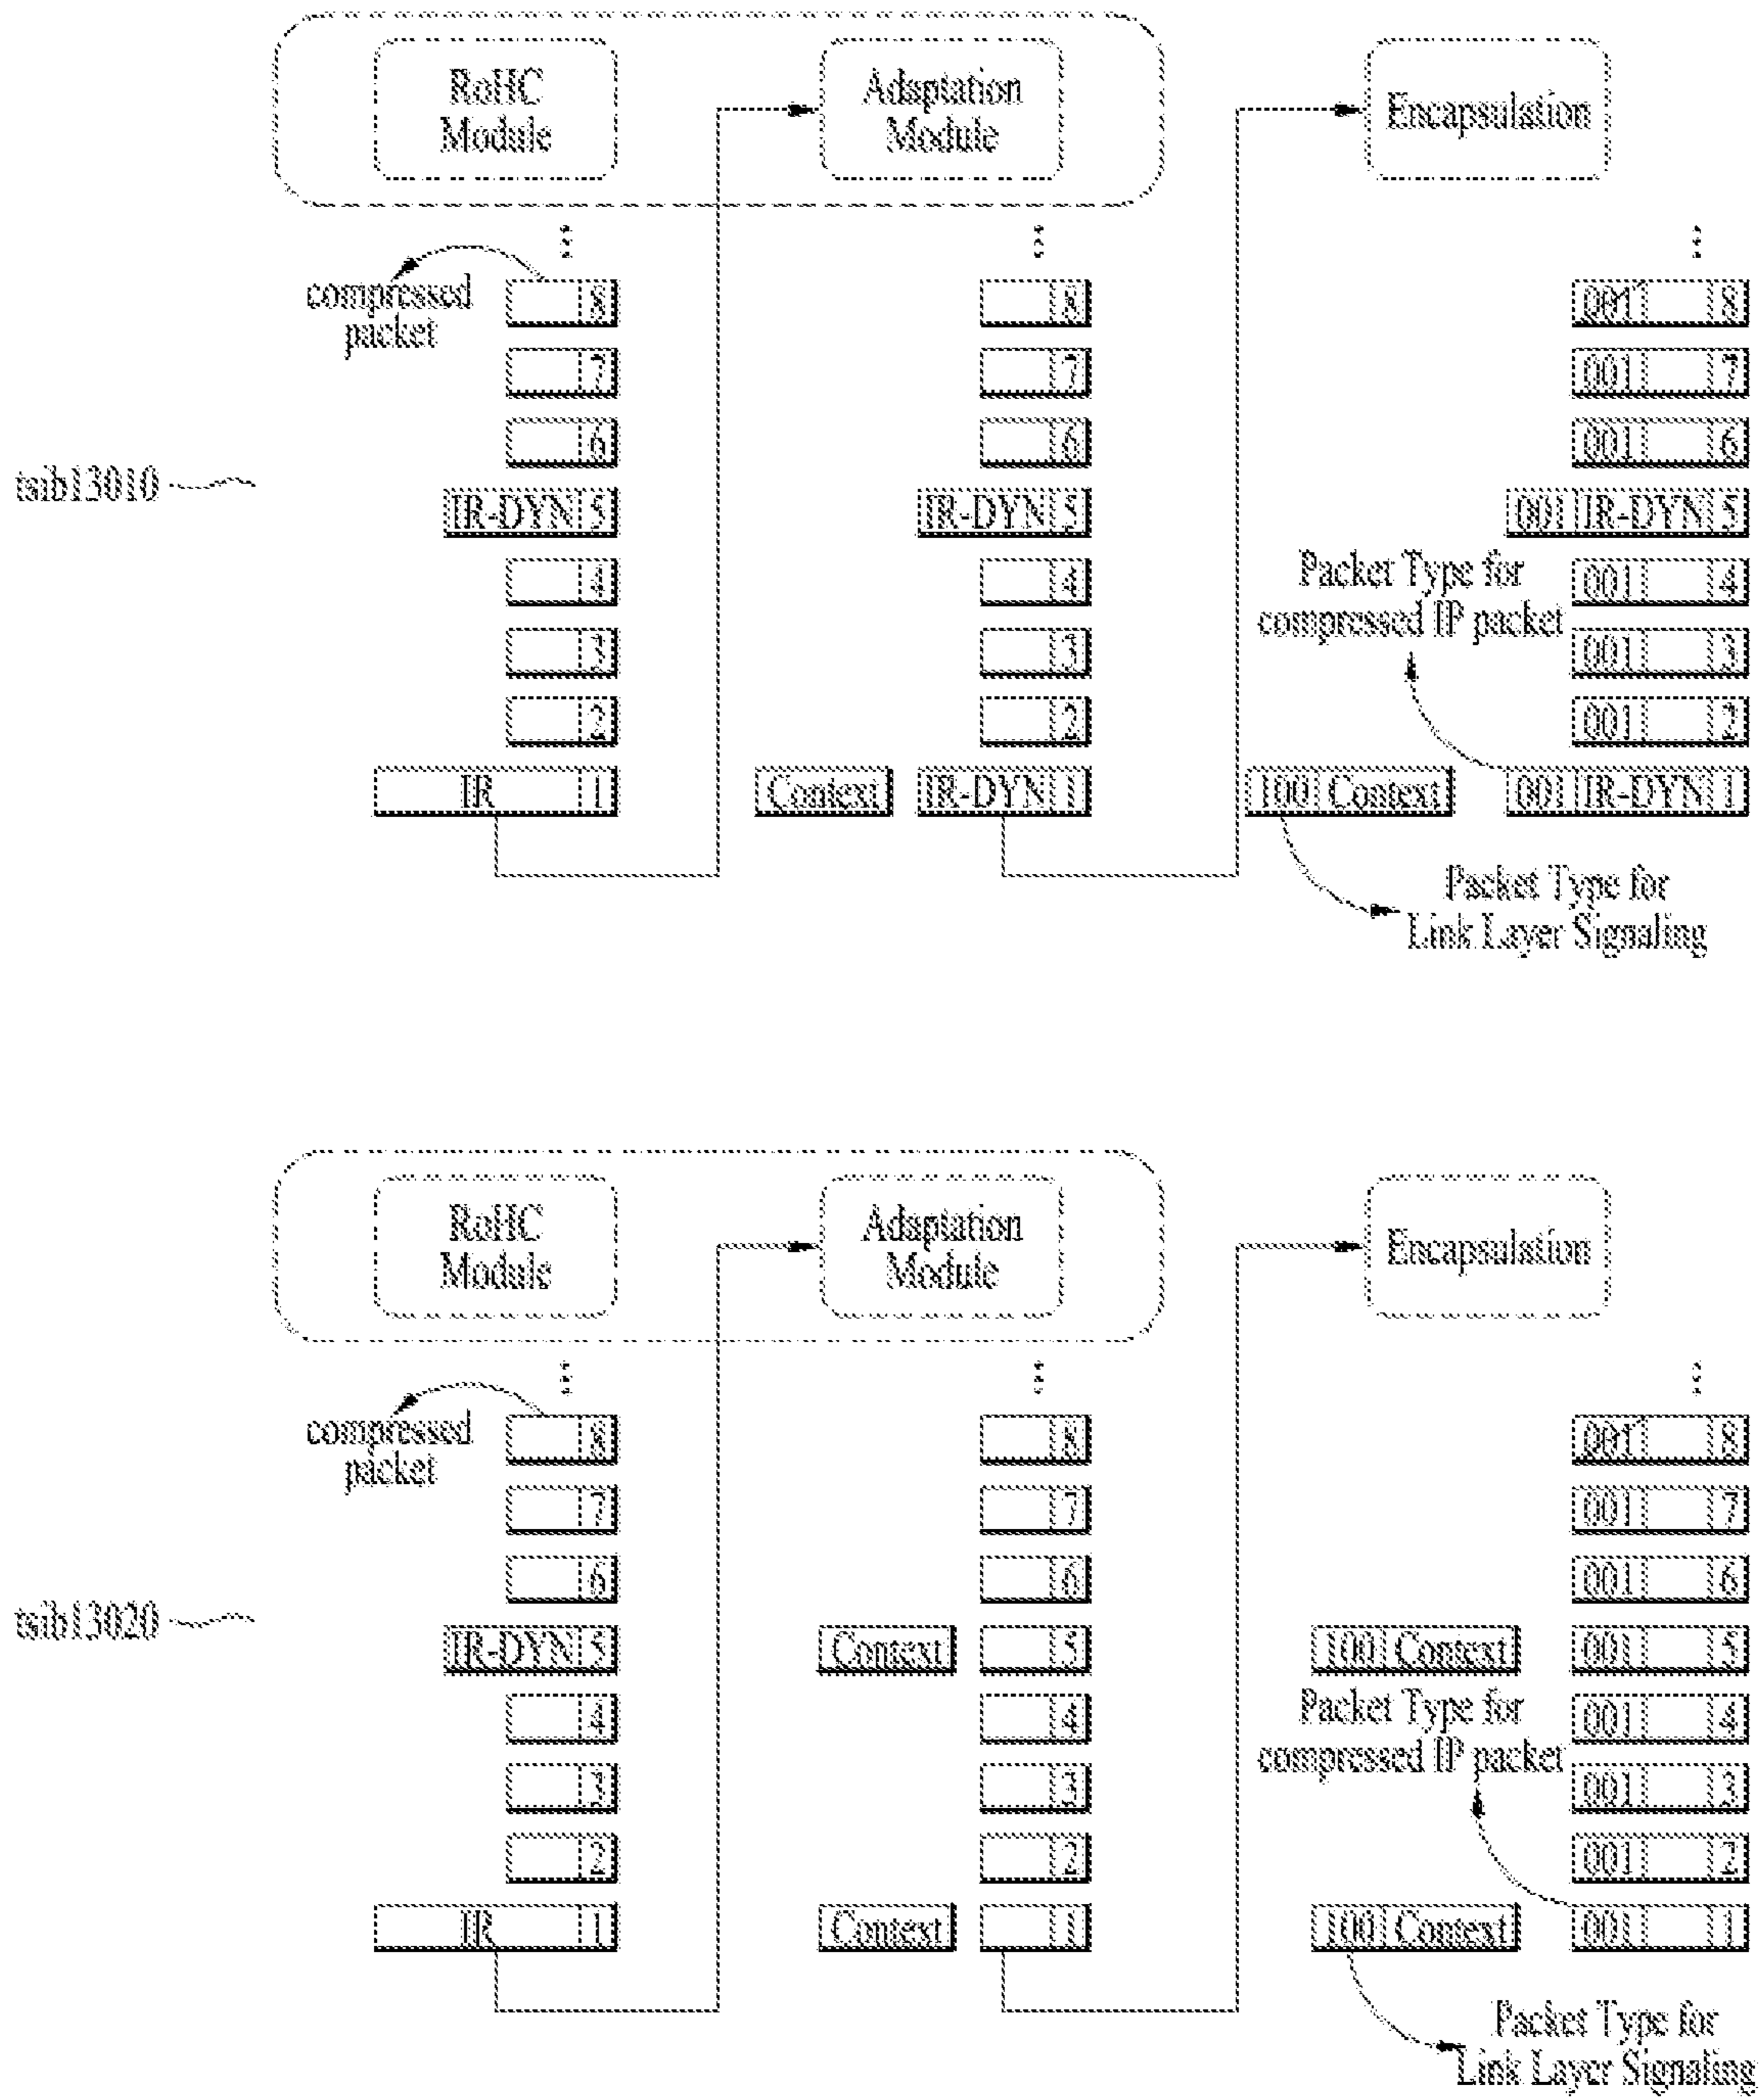 RoHC
Module
Adaptation
Module
Encapsulation
compressed
packet
8
8
001 8
7
7
001 7
6
6
001 6
tsib13010
IR-DYN 5
IR-DYN 5
001 IR-DYN 5
4
4
001 4
Packet Type for
compressed IP packet
3
3
001 3
2
2
001 2
IR 1
Context
IR-DYN 1
100 Context
001 IR-DYN 1
Packet Type for
Link Layer Signaling
RoHC
Module
Adaptation
Module
Encapsulation
compressed
packet
8
8
001 8
7
7
001 7
6
6
001 6
tsib13020
IR-DYN 5
Context
5
100 Context
001 5
4
4
001 4
Packet Type for
compressed IP packet
3
3
001 3
2
2
001 2
IR 1
Context
1
100 Context
001 1
Packet Type for
Link Layer Signaling